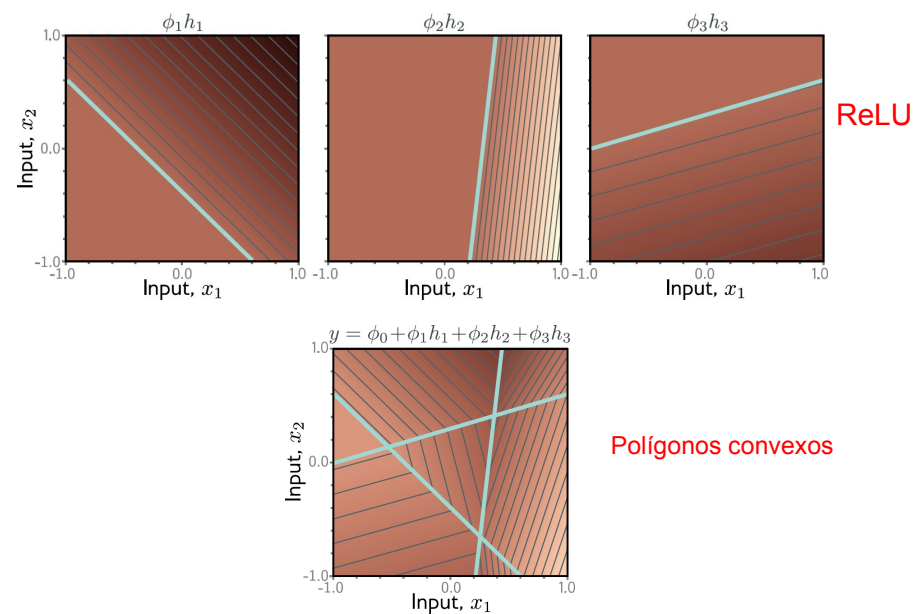 ϕ₁h₁
ϕ₂h₂
ϕ₃h₃
1.0
0.0
-1.0
Input, x₂
-1.0 0.0 1.0
-1.0 0.0 1.0
-1.0 0.0 1.0
Input, x₁
Input, x₁
Input, x₁
ReLU
y = ϕ₀+ϕ₁h₁+ϕ₂h₂+ϕ₃h₃
1.0
0.0
-1.0
Input, x₂
-1.0 0.0 1.0
Input, x₁
Polígonos convexos